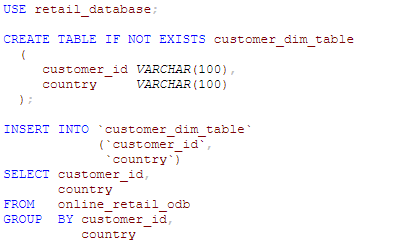 USE retail_database;
CREATE TABLE IF NOT EXISTS customer_dim_table
(
customer_id VARCHAR(100),
country VARCHAR(100)
);
INSERT INTO `customer_dim_table`
(`customer_id`,
`country`)
SELECT customer_id,
country
FROM online_retail_odb
GROUP BY customer_id,
country